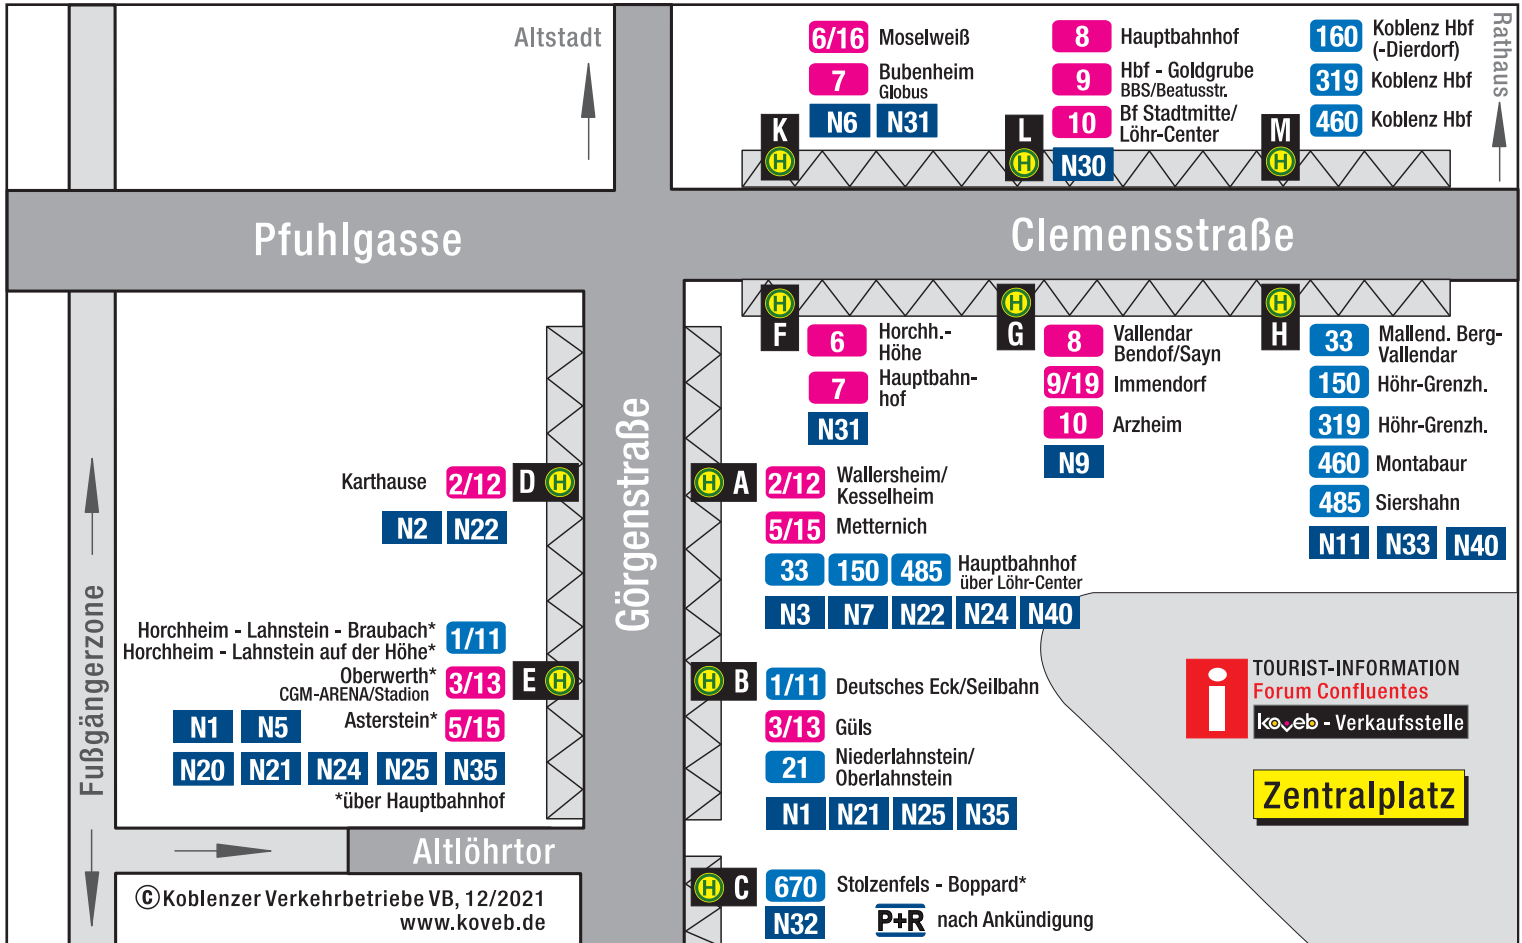 Altstadt
Rathaus
K
6/16 Moselweiß
7 Bubenheim
Globus
N6 N31
L
8 Hauptbahnhof
9 Hbf - Goldgrube
BBS/Beatusstr.
10 Bf Stadtmitte/
Löhr-Center
N30
M
160 Koblenz Hbf
(-Dierdorf)
319 Koblenz Hbf
460 Koblenz Hbf
H
H
H
Pfuhlgasse
Clemensstraße
H
H
H
F
6 Horchh.-
Höhe
7 Hauptbahn-
hof
N31
G
8 Vallendar
Bendof/Sayn
9/19 Immendorf
10 Arzheim
N9
H
33 Mallend. Berg-
Vallendar
150 Höhr-Grenzh.
319 Höhr-Grenzh.
460 Montabaur
485 Siershahn
N11 N33 N40
Görgenstraße
Fußgängerzone
Karthause 2/12 D H
N2 N22
Horchheim - Lahnstein - Braubach*
Horchheim - Lahnstein auf der Höhe*
1/11
Oberwerth*
CGM-ARENA/Stadion
3/13 E H
Asterstein* 5/15
N1 N5
N20 N21 N24 N25 N35
*über Hauptbahnhof
H A 2/12 Wallersheim/
Kesselheim
5/15 Metternich
33 150 485 Hauptbahnhof
über Löhr-Center
N3 N7 N22 N24 N40
H B 1/11 Deutsches Eck/Seilbahn
3/13 Güls
21 Niederlahnstein/
Oberlahnstein
N1 N21 N25 N35
H C 670 Stolzenfels - Boppard*
N32 P+R nach Ankündigung
i TOURIST-INFORMATION
Forum Confluentes
koveb - Verkaufsstelle
Zentralplatz
Altlöhrtor
© Koblenzer Verkehrbetriebe VB, 12/2021
www.koveb.de